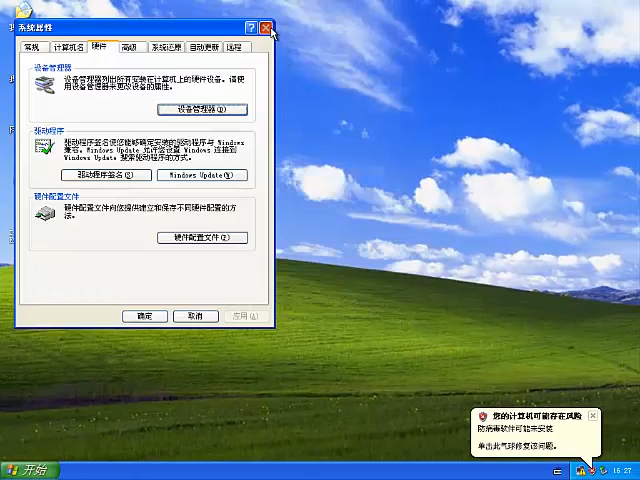 系统属性
常规 计算机名 硬件 高级 系统还原 自动更新 远程
设备管理器
设备管理器列出所有安装在计算机上的硬件设备。请使
用设备管理器来更改设备的属性。
设备管理器(D)
驱动程序
驱动程序签名使您能够确定安装的驱动程序与 Windows
兼容。Windows Update 允许您设置 Windows 连接到
Windows Update 搜索驱动程序的方式。
驱动程序签名(S) Windows Update(W)
硬件配置文件
硬件配置文件向您提供建立和保存不同硬件配置的方
法。
硬件配置文件(P)
确定 取消 应用(A)
您的计算机可能存在风险
防病毒软件可能未安装
单击此气球修复该问题。
开始 15:27